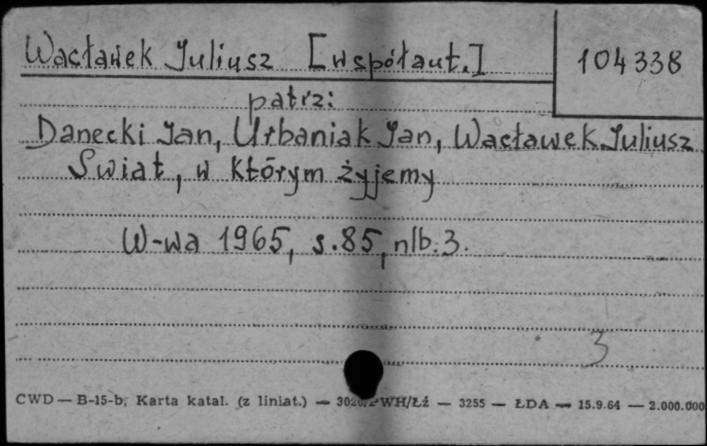 Wacławek Juliusz [współaut.]
104338
patrz:
Danecki Jan, Urbaniak Jan, Wacławek Juliusz
Świat, w którym żyjemy
W-wa 1965, s.85, nlb.3.
3
CWD — B-15-b, Karta katal. (z liniat.) — WH/Łź — 3255 — ŁDA — 15.9.64 — 2.000.000